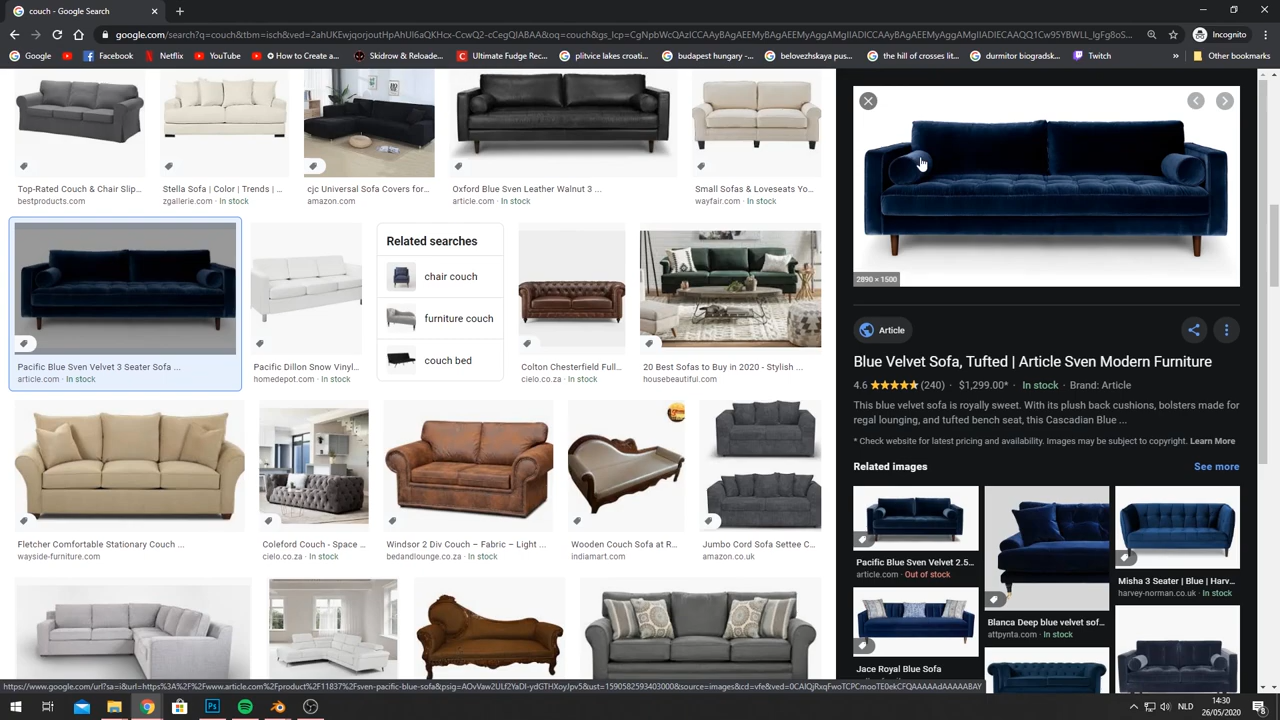 couch - Google Search
Incognito
google.com/search?q=couch&tbm=isch&ved=2ahUKEwjqorjoutHpAhUI6aQKHcx-CcwQ2-cCegQIABAA&oq=couch&gs_lcp=
Google
Facebook
Netflix
YouTube
How to Create a...
Skidrow & Reloade...
Ultimate Fudge Rec...
plitvice lakes croatia...
budapest hungary -...
belovezhskaya pus...
the hill of crosses lit...
durmitor biogradsk...
Twitch
»
Other bookmarks
Top-Rated Couch & Chair Slip...
bestproducts.com
Stella Sofa | Color | Trends | ...
zgallerie.com · In stock
cjc Universal Sofa Covers for...
amazon.com
Oxford Blue Sven Leather Walnut 3 ...
article.com · In stock
Small Sofas & Loveseats Yo...
wayfair.com · In stock
Pacific Blue Sven Velvet 3 Seater Sofa ...
article.com · In stock
Pacific Dillon Snow Vinyl...
homedepot.com · In stock
Related searches
chair couch
furniture couch
couch bed
Colton Chesterfield Full...
cielo.co.za · In stock
20 Best Sofas to Buy in 2020 - Stylish ...
housebeautiful.com
Fletcher Comfortable Stationary Couch ...
wayside-furniture.com
Coleford Couch - Space ...
cielo.co.za · In stock
Windsor 2 Div Couch – Fabric – Light ...
bedandlounge.co.za · In stock
Wooden Couch Sofa at R...
indiamart.com
Jumbo Cord Sofa Settee C...
amazon.co.uk
2890 × 1500
Article
Blue Velvet Sofa, Tufted | Article Sven Modern Furniture
4.6 ★★★★★ (240) · $1,299.00* · In stock · Brand: Article
This blue velvet sofa is royally sweet. With its plush back cushions, bolsters made for
regal lounging, and tufted bench seat, this Cascadian Blue ...
* Check website for latest pricing and availability. Images may be subject to copyright. Learn More
Related images
See more
Pacific Blue Sven Velvet 2.5...
article.com · Out of stock
Misha 3 Seater | Blue | Harv...
harvey-norman.co.uk · In stock
Blanca Deep blue velvet sof...
attpynta.com · In stock
Jace Royal Blue Sofa
NLD
14:30
26/05/2020